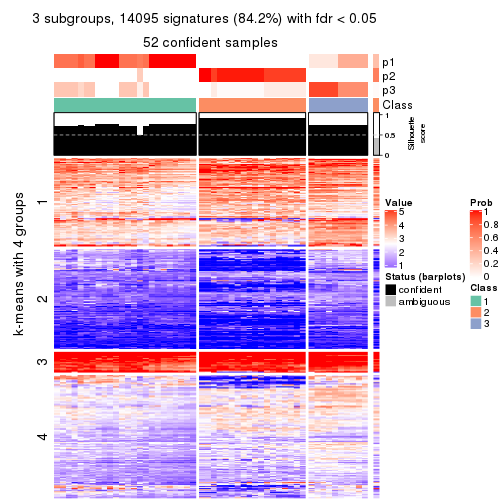 3 subgroups, 14095 signatures (84.2%) with fdr < 0.05
52 confident samples
p1
p2
p3
Class
1
0.5
0
Silhouette
score
k-means with 4 groups
1
2
3
4
Value
5
4
3
2
1
Status (barplots)
confident
ambiguous
Prob
1
0.8
0.6
0.4
0.2
0
Class
1
2
3